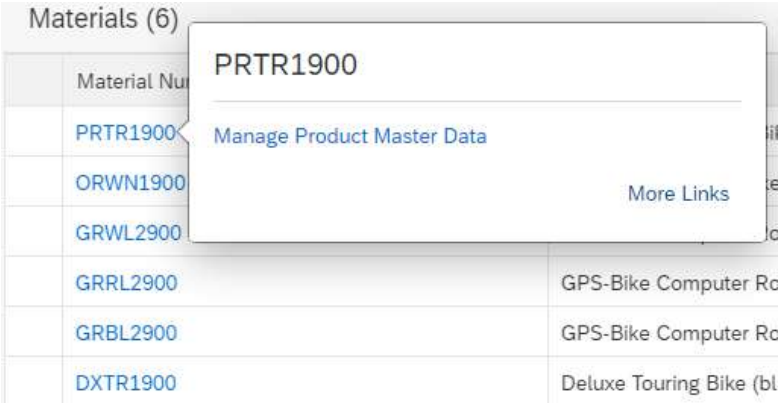 Materials (6)
PRTR1900
Material Nu
PRTR1900
Manage Product Master Data
ORWN1900
More Links
GRWL2900
GRRL2900
GPS-Bike Computer Ro
GRBL2900
GPS-Bike Computer Ro
DXTR1900
Deluxe Touring Bike (bl